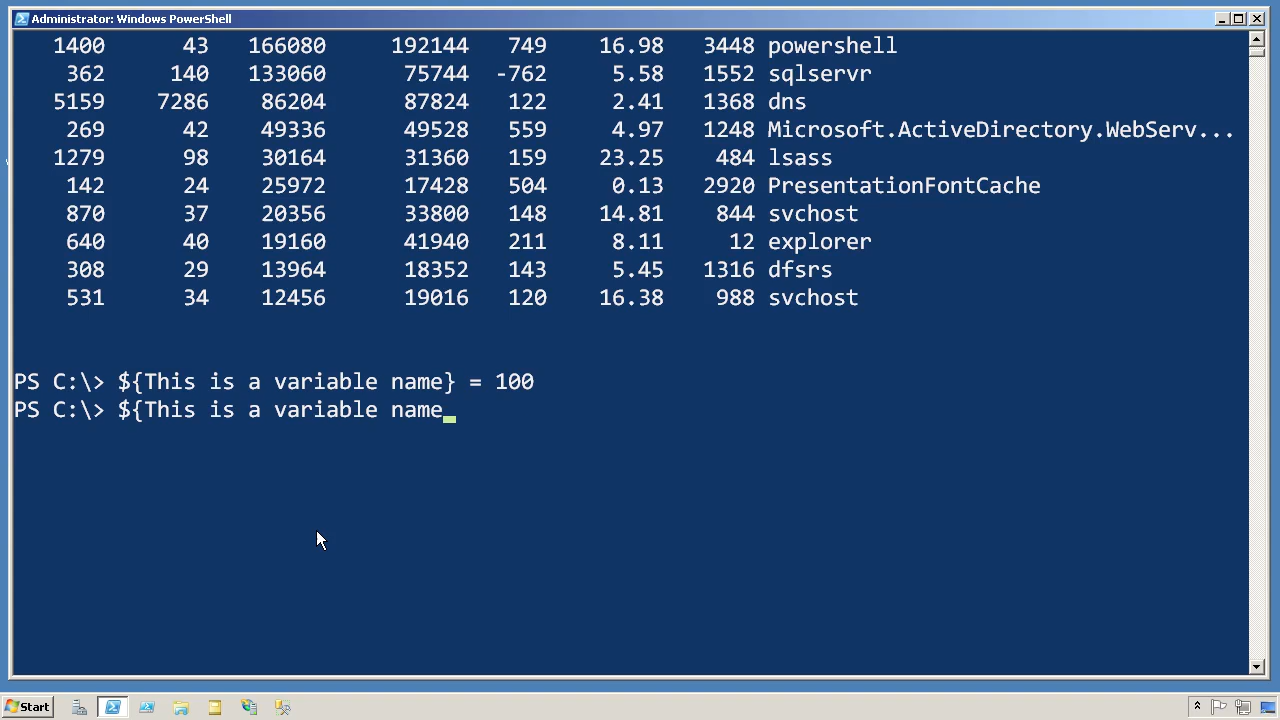 Administrator: Windows PowerShell
1400 43 166080 192144 749 16.98 3448 powershell
362 140 133060 75744 -762 5.58 1552 sqlservr
5159 7286 86204 87824 122 2.41 1368 dns
269 42 49336 49528 559 4.97 1248 Microsoft.ActiveDirectory.WebServ...
1279 98 30164 31360 159 23.25 484 lsass
142 24 25972 17428 504 0.13 2920 PresentationFontCache
870 37 20356 33800 148 14.81 844 svchost
640 40 19160 41940 211 8.11 12 explorer
308 29 13964 18352 143 5.45 1316 dfsrs
531 34 12456 19016 120 16.38 988 svchost
PS C:\> ${This is a variable name} = 100
PS C:\> ${This is a variable name_
Start